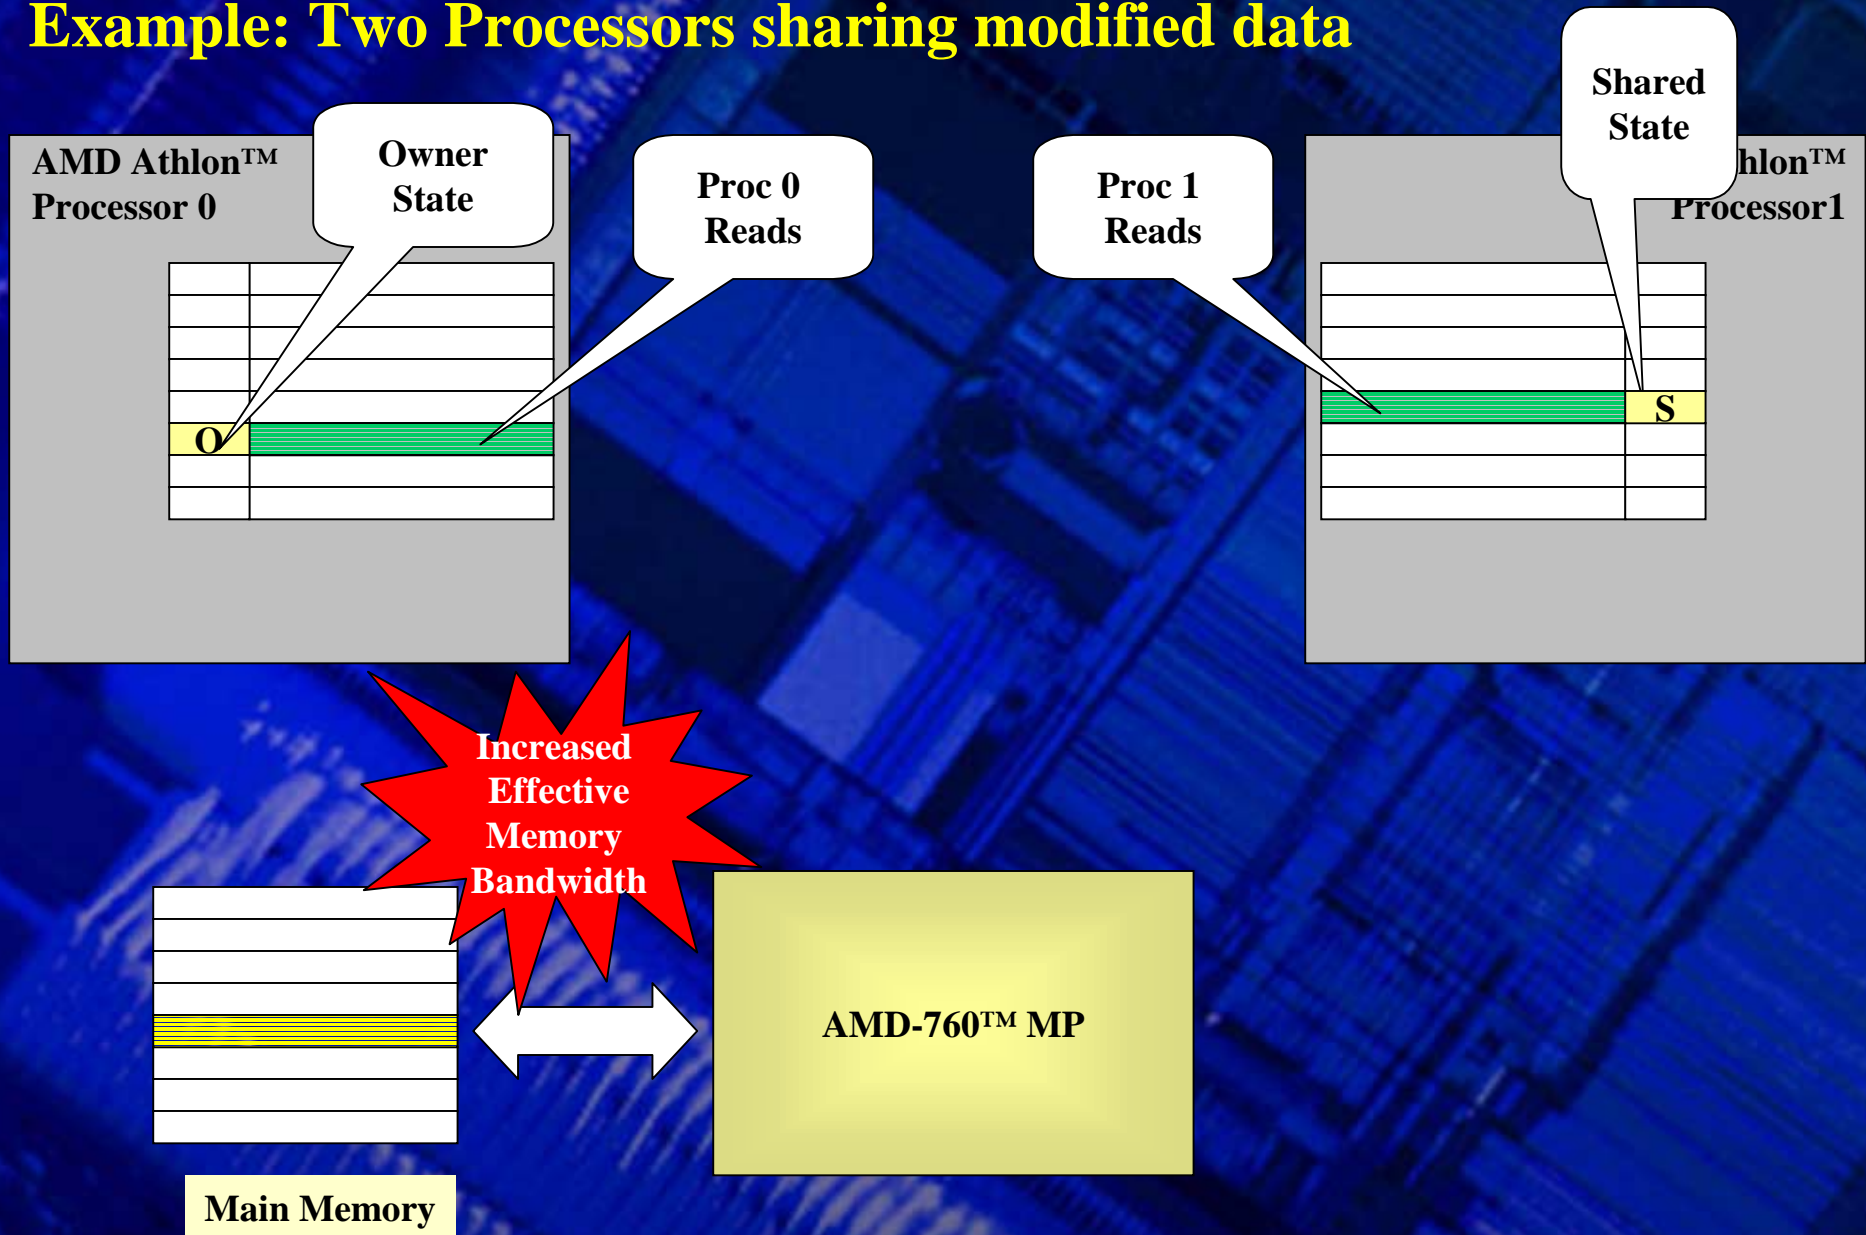 Example: Two Processors sharing modified data
Shared
State
AMD Athlon™
Processor 0
Owner
State
Proc 0
Reads
Proc 1
Reads
hlon™
Processor1
O
S
Increased
Effective
Memory
Bandwidth
AMD-760™ MP
Main Memory